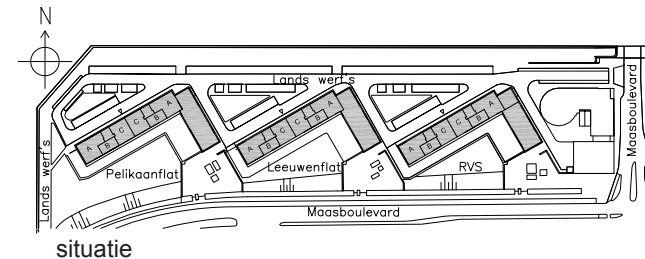 N
Lands werf's
Lands werf's
Maasboulevard
A
C
B
C
B
A
A
C
B
C
B
A
A
C
B
C
B
A
Pelikaanflat
Leeuwenflat
RVS
Maasboulevard
situatie